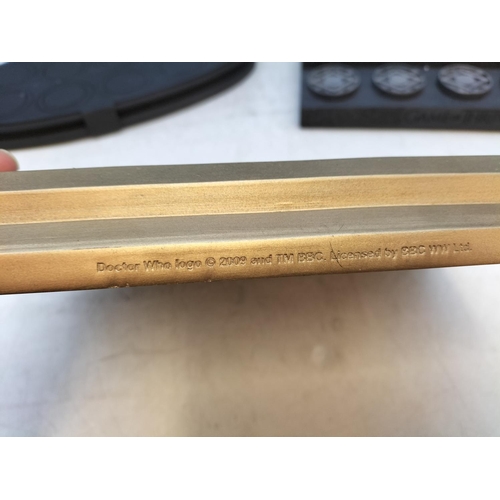 Doctor Who logo © 2009 and TM BBC. Licensed by BBC WW Ltd.